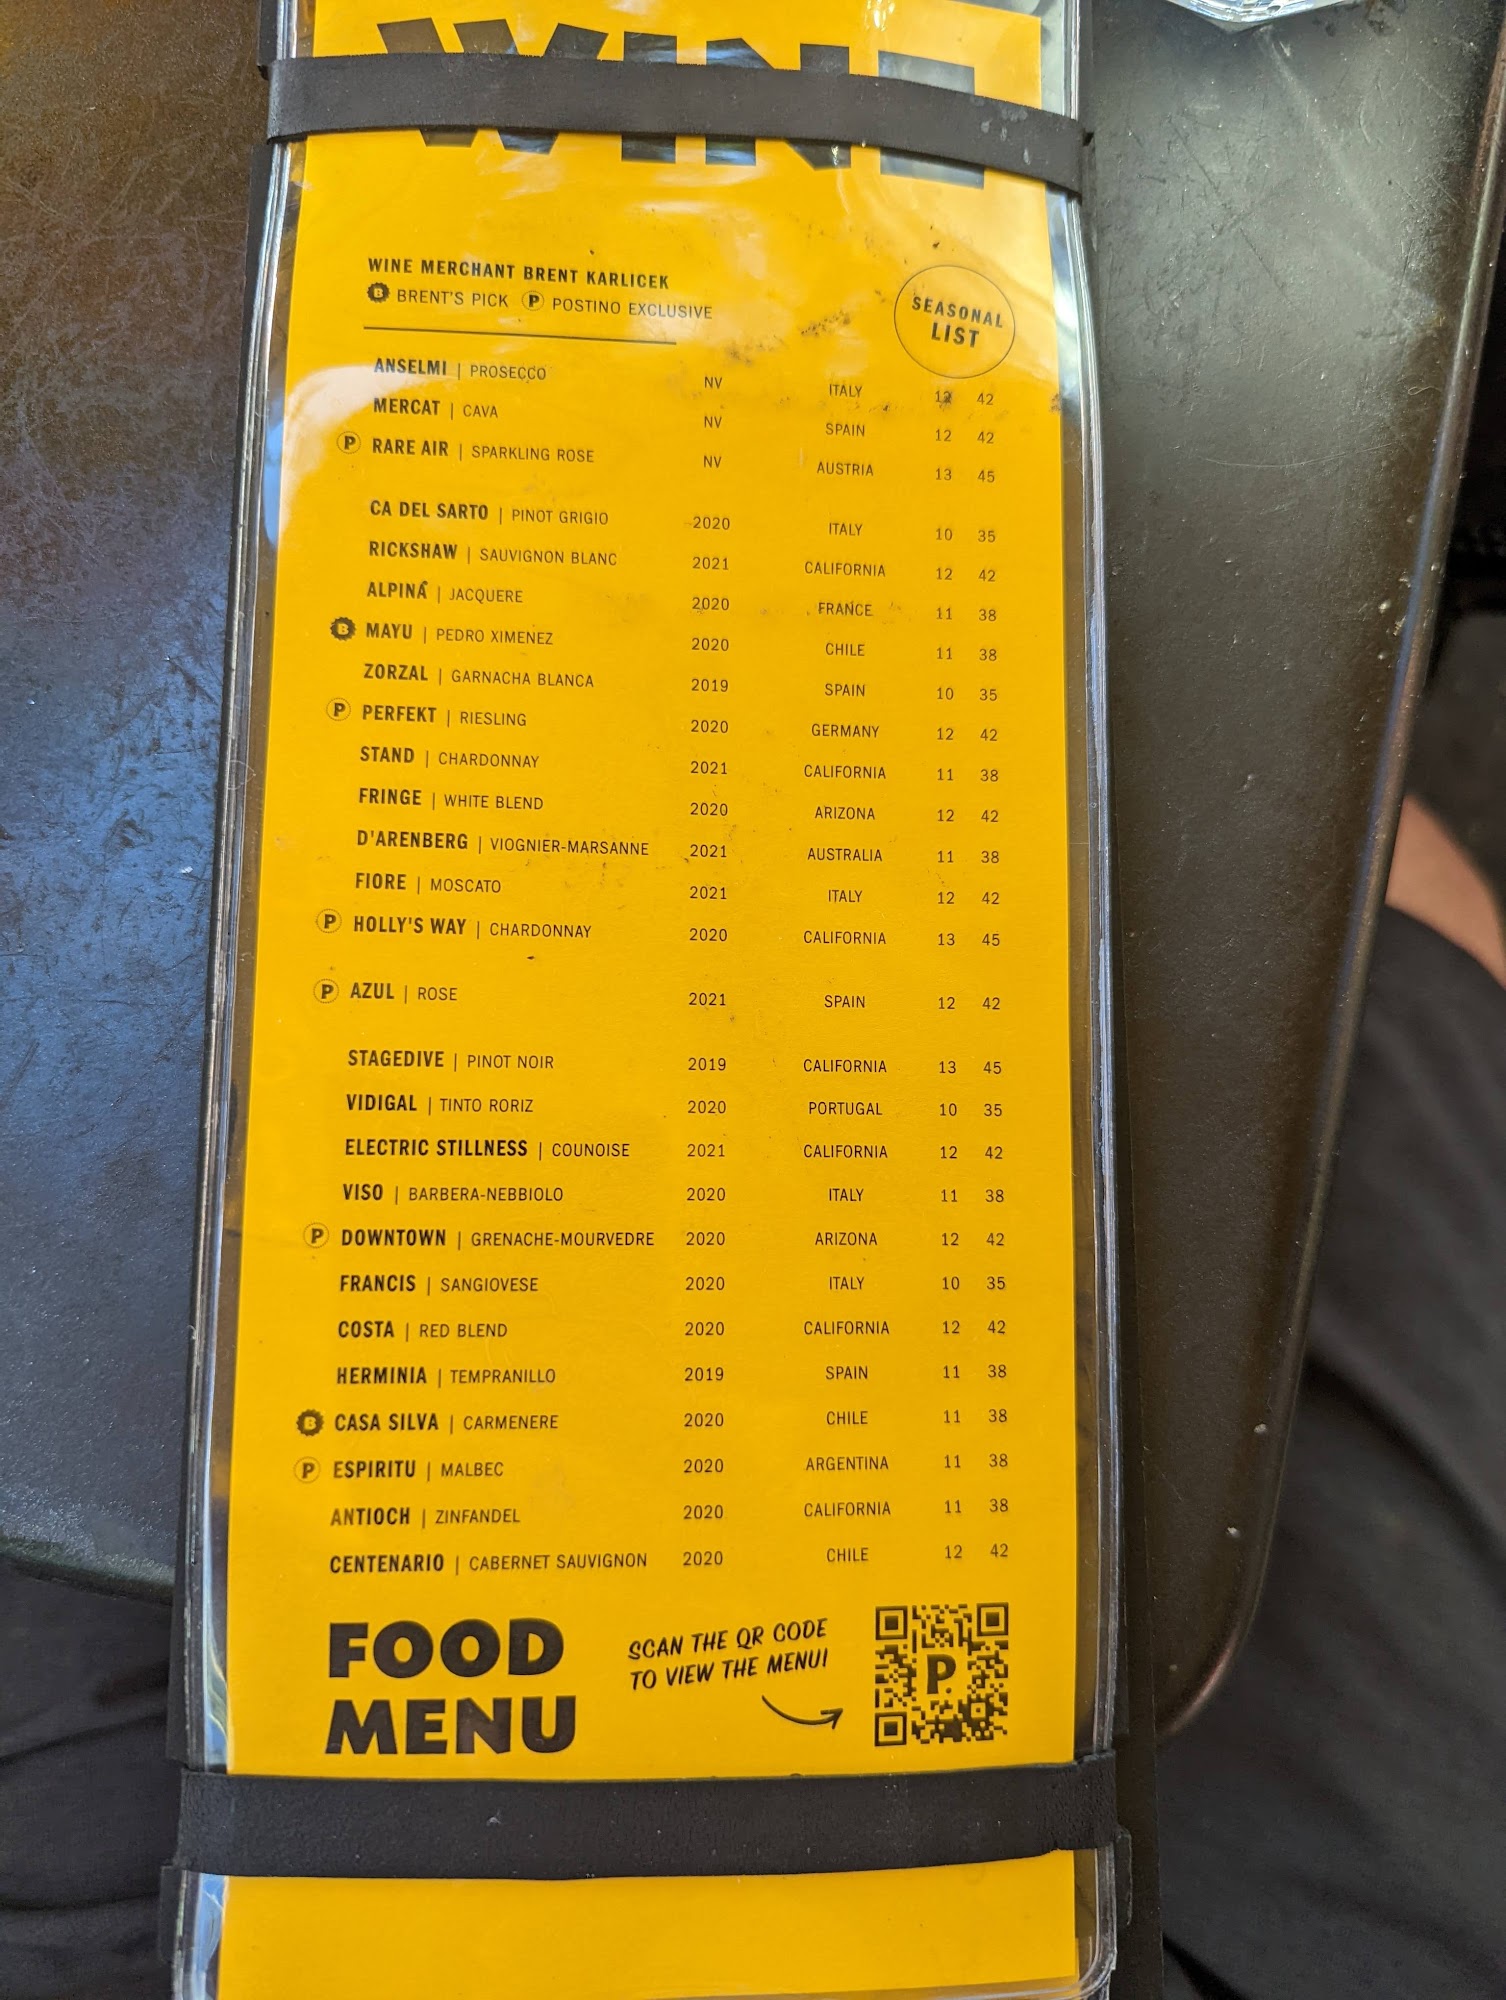 WINE
WINE MERCHANT BRENT KARLICEK
B BRENT'S PICK P POSTINO EXCLUSIVE
SEASONAL
LIST
ANSELMI | PROSECCO NV ITALY 12 42
MERCAT | CAVA NV SPAIN 12 42
P RARE AIR | SPARKLING ROSE NV AUSTRIA 13 45
CA DEL SARTO | PINOT GRIGIO 2020 ITALY 10 35
RICKSHAW | SAUVIGNON BLANC 2021 CALIFORNIA 12 42
ALPINA | JACQUERE 2020 FRANCE 11 38
B MAYU | PEDRO XIMENEZ 2020 CHILE 11 38
ZORZAL | GARNACHA BLANCA 2019 SPAIN 10 35
P PERFEKT | RIESLING 2020 GERMANY 12 42
STAND | CHARDONNAY 2021 CALIFORNIA 11 38
FRINGE | WHITE BLEND 2020 ARIZONA 12 42
D'ARENBERG | VIOGNIER-MARSANNE 2021 AUSTRALIA 11 38
FIORE | MOSCATO 2021 ITALY 12 42
P HOLLY'S WAY | CHARDONNAY 2020 CALIFORNIA 13 45
P AZUL | ROSE 2021 SPAIN 12 42
STAGEDIVE | PINOT NOIR 2019 CALIFORNIA 13 45
VIDIGAL | TINTO RORIZ 2020 PORTUGAL 10 35
ELECTRIC STILLNESS | COUNOISE 2021 CALIFORNIA 12 42
VISO | BARBERA-NEBBIOLO 2020 ITALY 11 38
P DOWNTOWN | GRENACHE-MOURVEDRE 2020 ARIZONA 12 42
FRANCIS | SANGIOVESE 2020 ITALY 10 35
COSTA | RED BLEND 2020 CALIFORNIA 12 42
HERMINIA | TEMPRANILLO 2019 SPAIN 11 38
B CASA SILVA | CARMENERE 2020 CHILE 11 38
P ESPIRITU | MALBEC 2020 ARGENTINA 11 38
ANTIOCH | ZINFANDEL 2020 CALIFORNIA 11 38
CENTENARIO | CABERNET SAUVIGNON 2020 CHILE 12 42
FOOD
MENU
SCAN THE QR CODE
TO VIEW THE MENU!
P